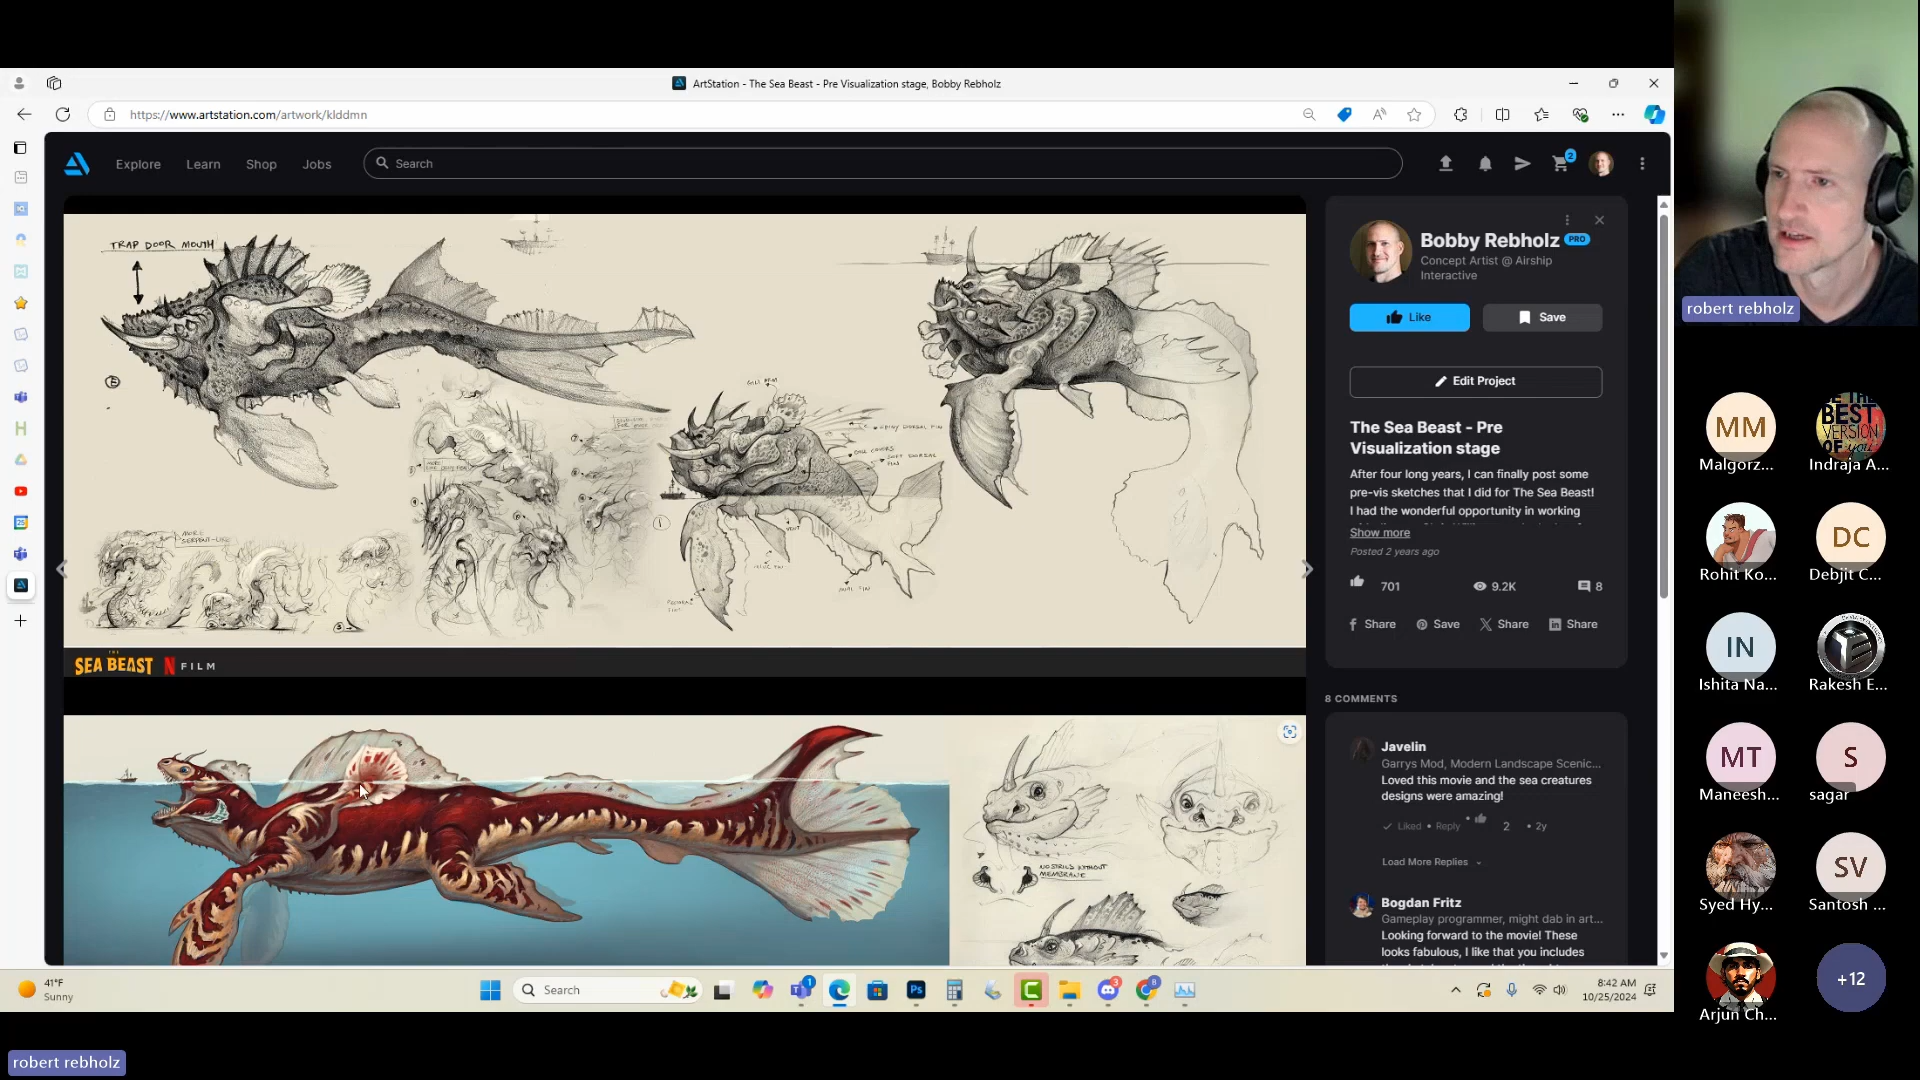 ArtStation - The Sea Beast - Pre Visualization stage, Bobby Rebholz
https://www.artstation.com/artwork/klddmn
Explore
Learn
Shop
Jobs
Search
2
TRAP DOOR MOUTH
SEA BEAST N FILM
NOSTRILS WITHOUT
MEMBRANE
Bobby Rebholz PRO
Concept Artist @ Airship
Interactive
Like
Save
Edit Project
The Sea Beast - Pre
Visualization stage
After four long years, I can finally post some
pre-vis sketches that I did for The Sea Beast!
I had the wonderful opportunity in working
Show more
Posted 2 years ago
701
9.2K
8
Share
Save
Share
Share
8 COMMENTS
Javelin
Garrys Mod, Modern Landscape Scenic...
Loved this movie and the sea creatures
designs were amazing!
Liked • Reply • 2 • 2y
Load More Replies
Bogdan Fritz
Gameplay programmer, might dab in art...
Looking forward to the movie! These
looks fabulous, I like that you includes
41°F
Sunny
Search
8:42 AM
10/25/2024
robert rebholz
robert rebholz
MM
Malgorz...
BEST
VERSION
OF you
Indraja A...
Rohit Ko...
DC
Debjit C...
IN
Ishita Na...
Rakesh E...
MT
Maneesh...
S
sagar
Syed Hy...
SV
Santosh ...
Arjun Ch...
+12